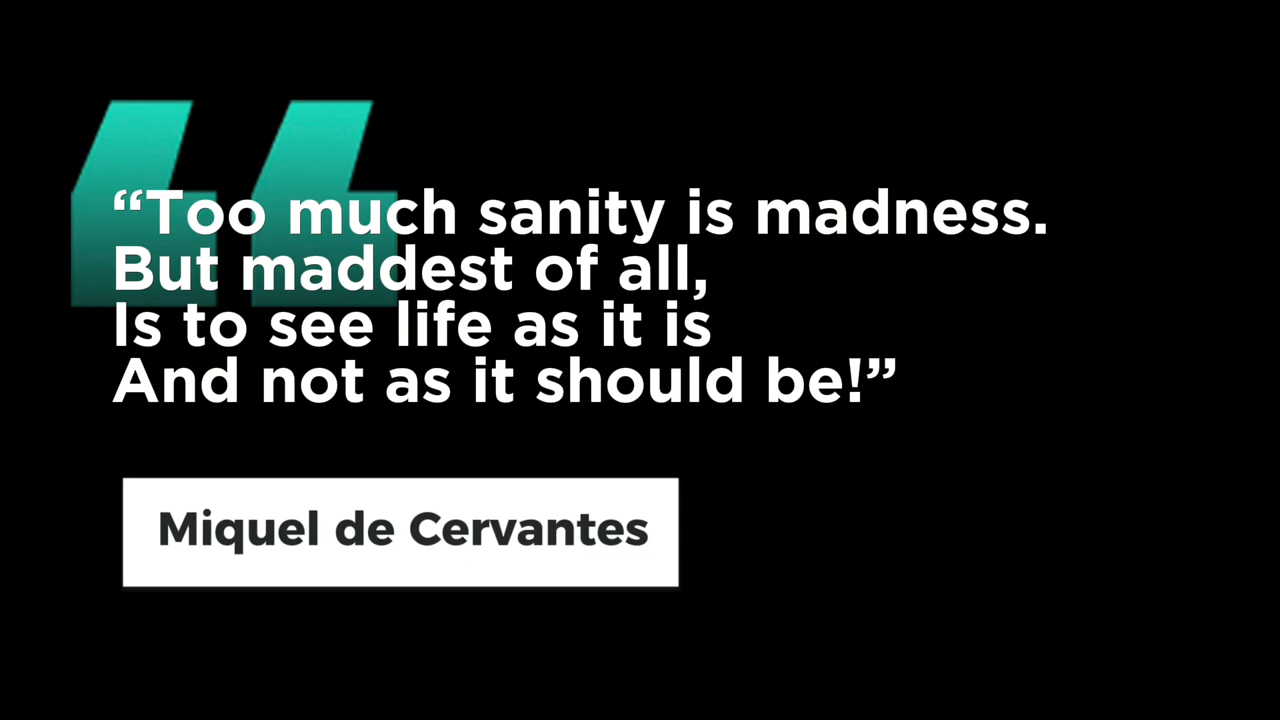 “Too much sanity is madness.
But maddest of all,
Is to see life as it is
And not as it should be!”
Miquel de Cervantes